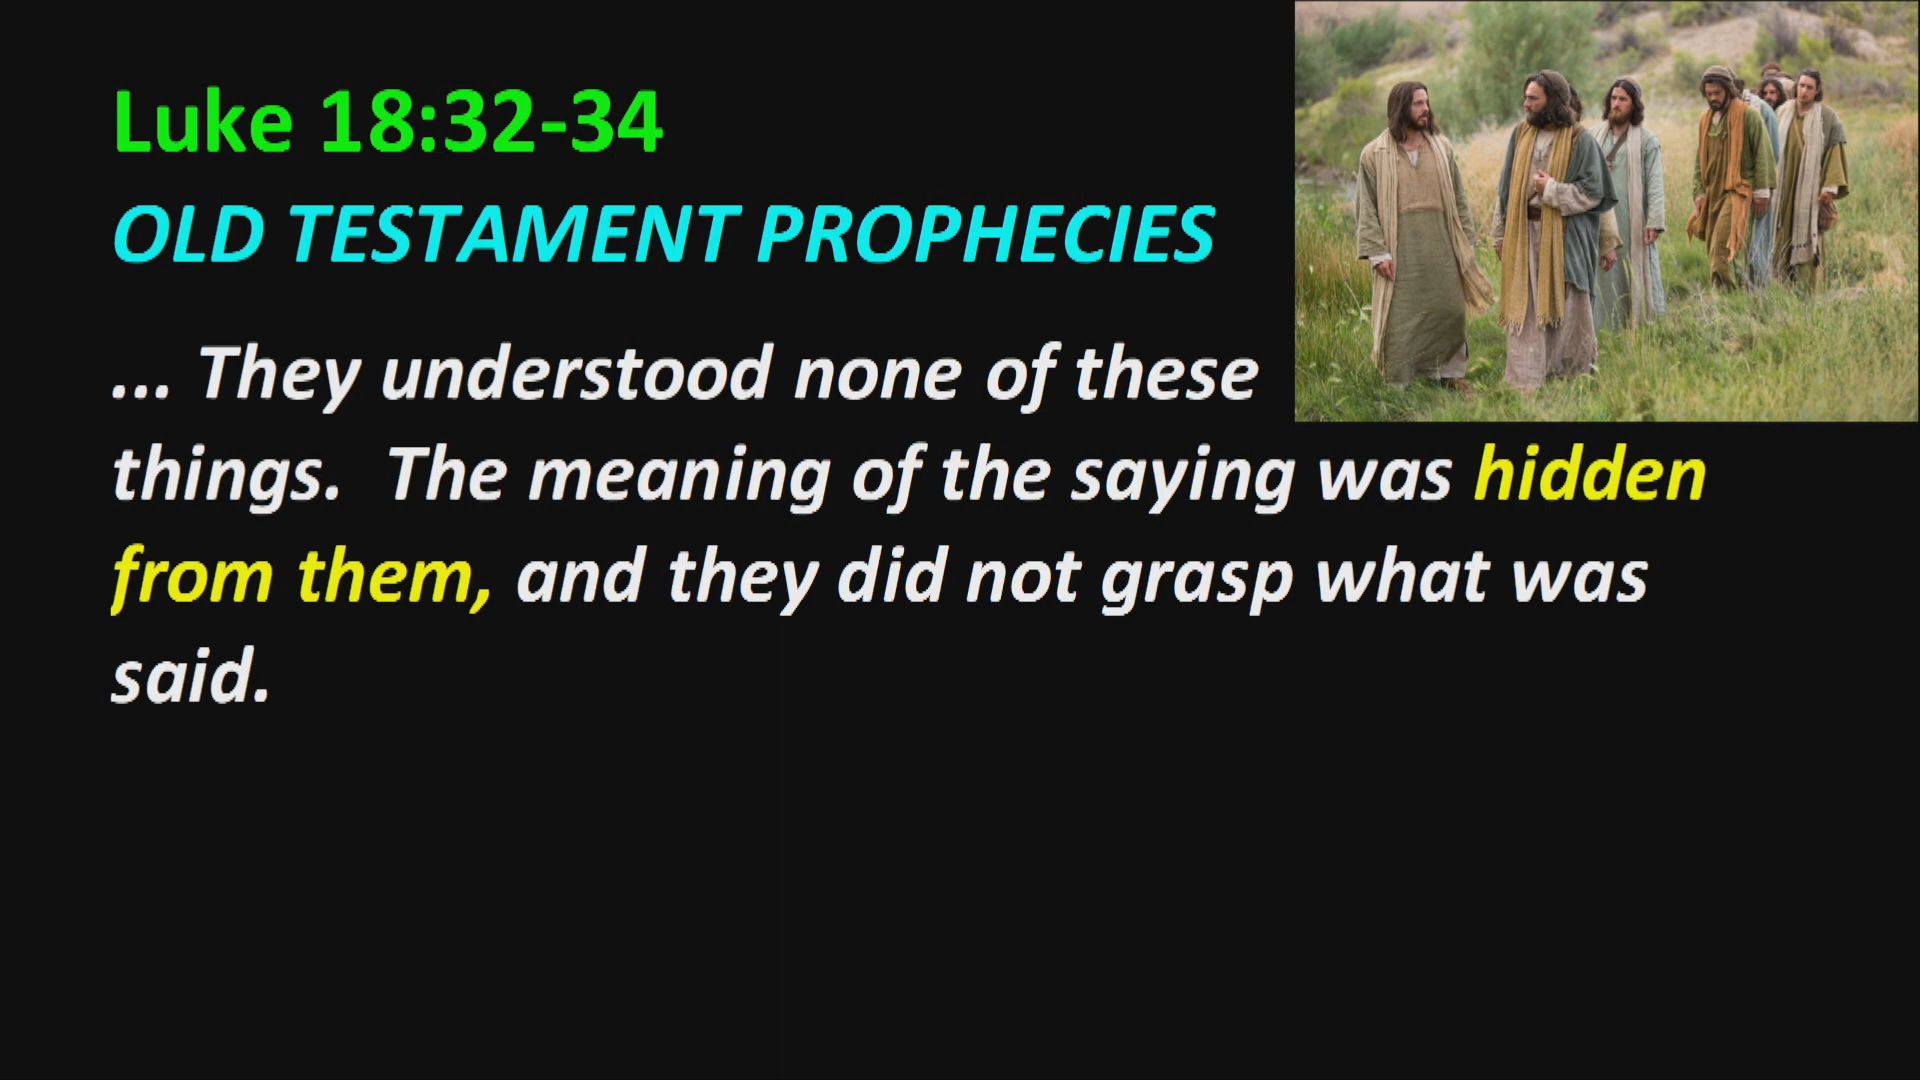 Luke 18:32-34
OLD TESTAMENT PROPHECIES
... They understood none of these
things.  The meaning of the saying was hidden
from them, and they did not grasp what was
said.